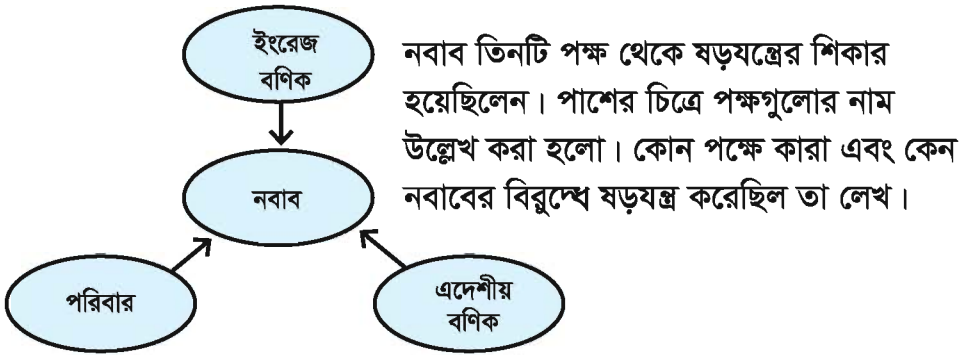 ইংরেজ
বণিক
নবাব তিনটি পক্ষ থেকে ষড়যন্ত্রের শিকার
হয়েছিলেন। পাশের চিত্রে পক্ষগুলোর নাম
উল্লেখ করা হলো। কোন পক্ষে কারা এবং কেন
নবাবের বিরুদ্ধে ষড়যন্ত্র করেছিল তা লেখ।
নবাব
পরিবার
এদেশীয়
বণিক